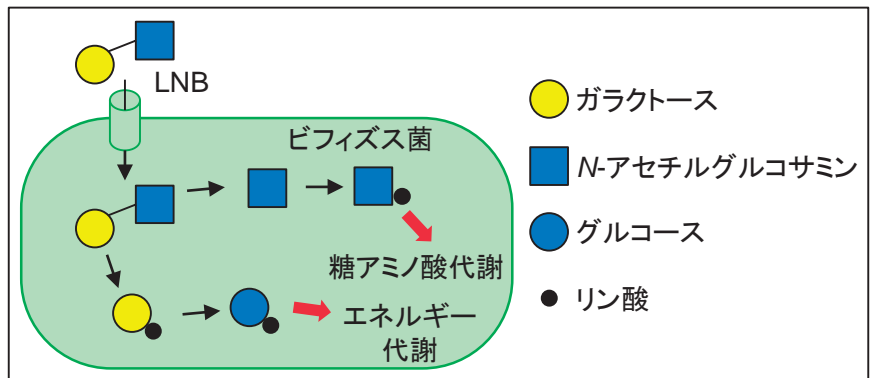 LNB
ビフィズス菌
糖アミノ酸代謝
エネルギー
代謝
ガラクトース
N-アセチルグルコサミン
グルコース
リン酸